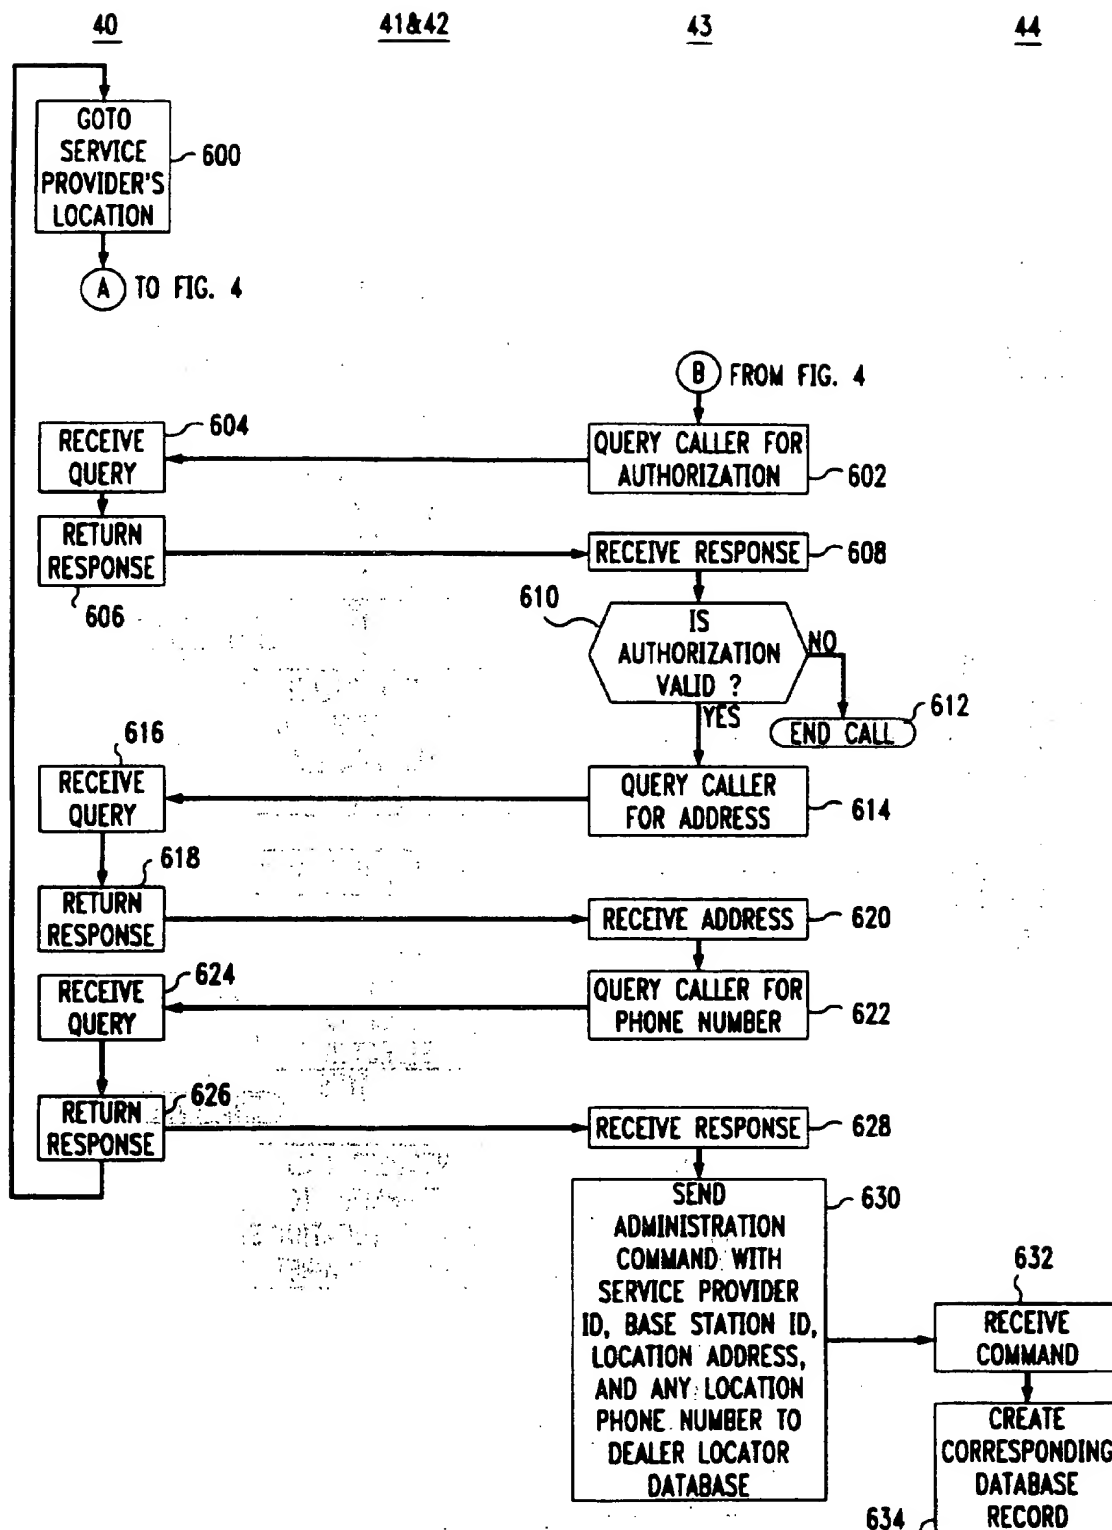 40 41&42 43 44
GOTO
SERVICE
PROVIDER'S
LOCATION
600
A TO FIG. 4
B FROM FIG. 4
604
RECEIVE
QUERY
QUERY CALLER FOR
AUTHORIZATION
602
RETURN
RESPONSE
606
RECEIVE RESPONSE
608
610
IS
AUTHORIZATION
VALID ?
NO
YES
612
END CALL
616
RECEIVE
QUERY
QUERY CALLER
FOR ADDRESS
614
618
RETURN
RESPONSE
RECEIVE ADDRESS
620
624
RECEIVE
QUERY
QUERY CALLER FOR
PHONE NUMBER
622
626
RETURN
RESPONSE
RECEIVE RESPONSE
628
630
SEND
ADMINISTRATION
COMMAND WITH
SERVICE PROVIDER
ID, BASE STATION ID,
LOCATION ADDRESS,
AND ANY LOCATION
PHONE NUMBER TO
DEALER LOCATOR
DATABASE
632
RECEIVE
COMMAND
CREATE
CORRESPONDING
DATABASE
RECORD
634